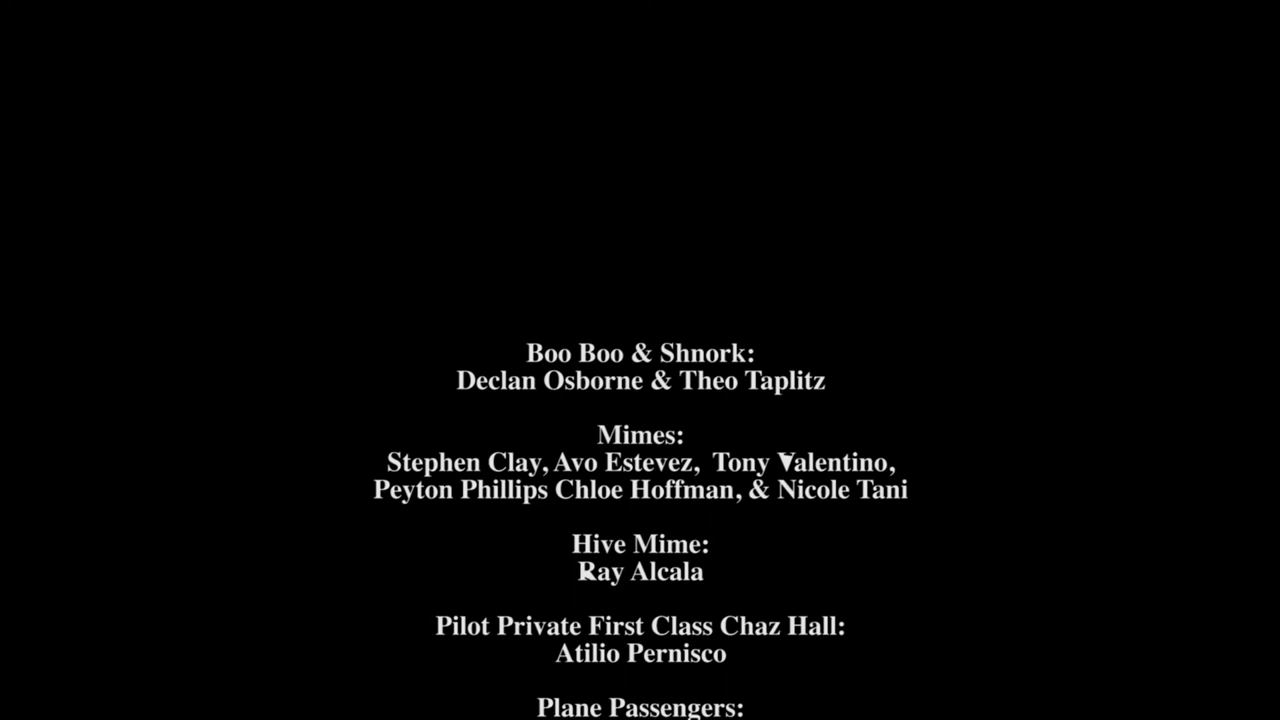 Boo Boo & Shnork:
Declan Osborne & Theo Taplitz
Mimes:
Stephen Clay, Avo Estevez,  Tony Valentino,
Peyton Phillips Chloe Hoffman, & Nicole Tani
Hive Mime:
Ray Alcala
Pilot Private First Class Chaz Hall:
Atilio Pernisco
Plane Passengers: